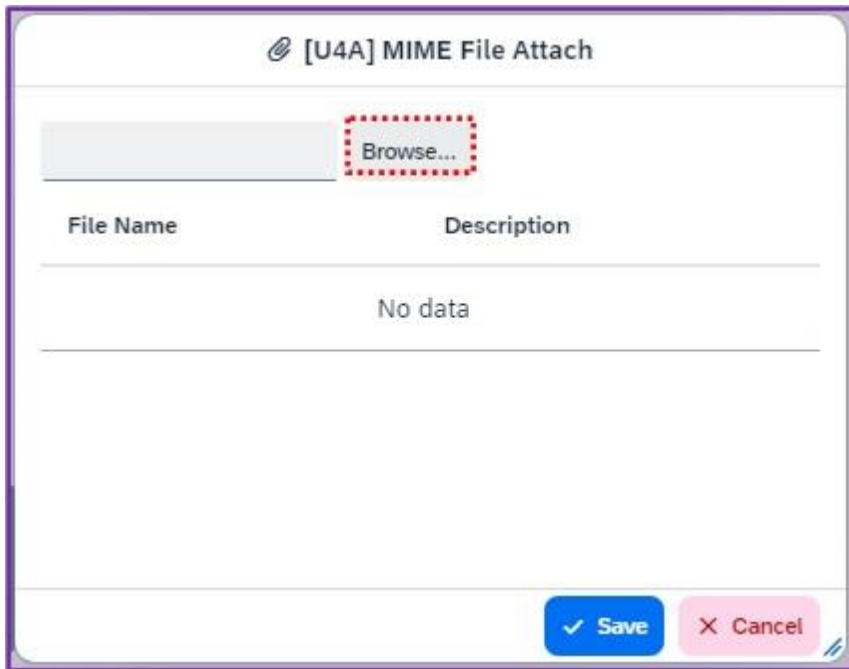 [U4A] MIME File Attach
Browse...
File Name Description
No data
Save Cancel